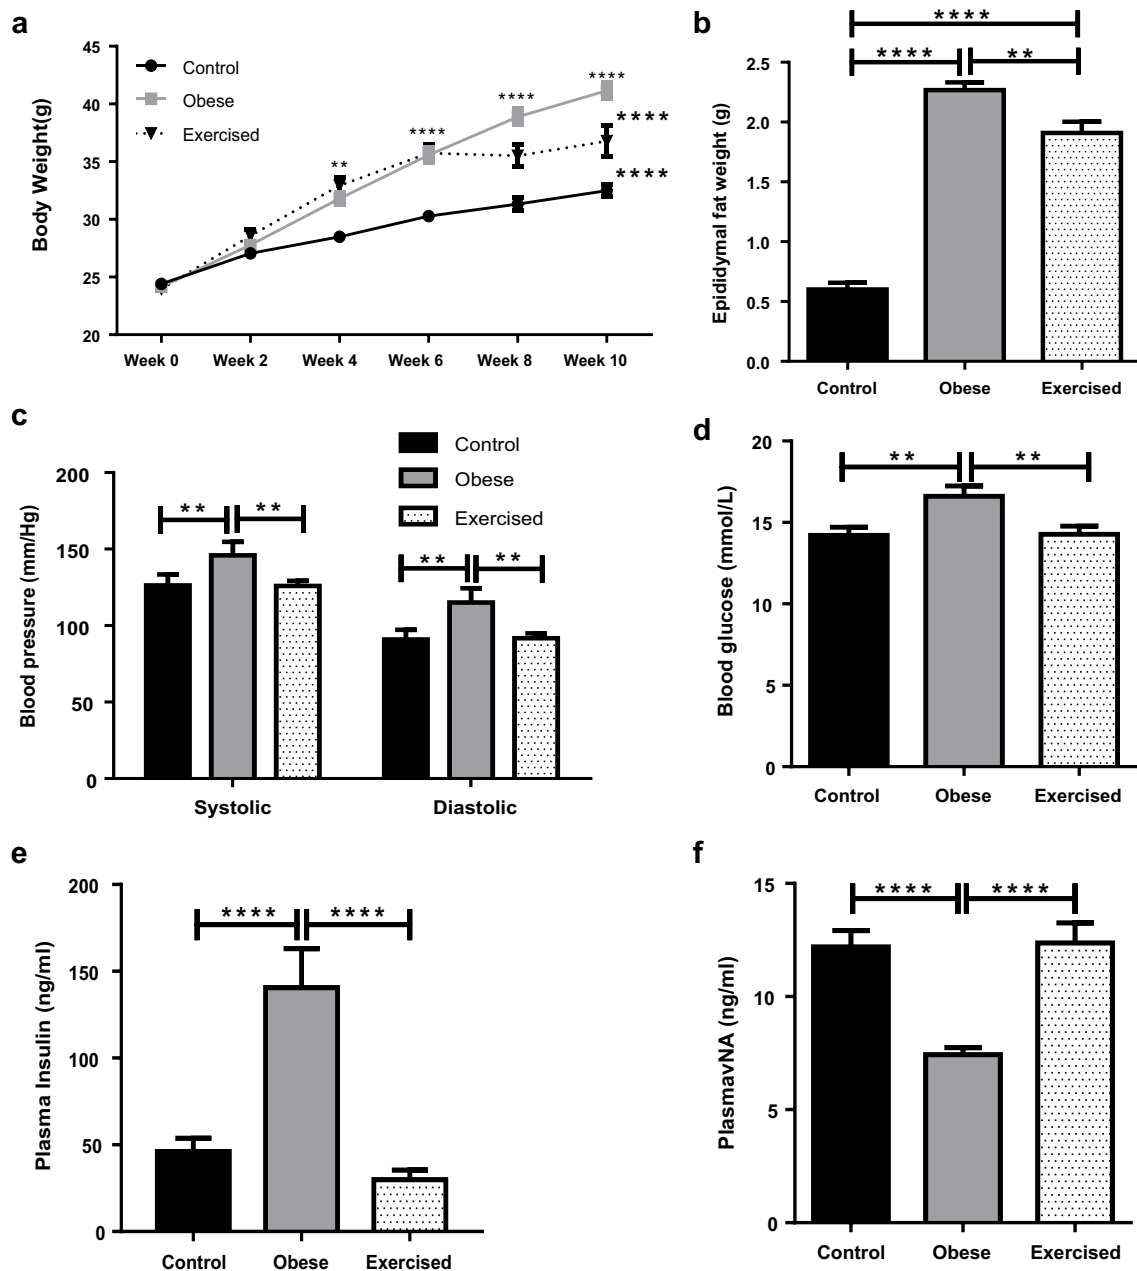 a
Body Weight(g)
45
40
35
30
25
20
Control
Obese
Exercised
**
****
****
****
****
****
Week 0 Week 2 Week 4 Week 6 Week 8 Week 10
b
Epididymal fat weight (g)
2.5
2.0
1.5
1.0
0.5
0.0
****
**** **
Control Obese Exercised
c
Blood pressure (mm/Hg)
200
150
100
50
0
Control
Obese
Exercised
** **
** **
Systolic Diastolic
d
Blood glucose (mmol/L)
20
15
10
5
0
** **
Control Obese Exercised
e
Plasma Insulin (ng/ml)
200
150
100
50
0
**** ****
Control Obese Exercised
f
PlasmavNA (ng/ml)
15
10
5
0
**** ****
Control Obese Exercised